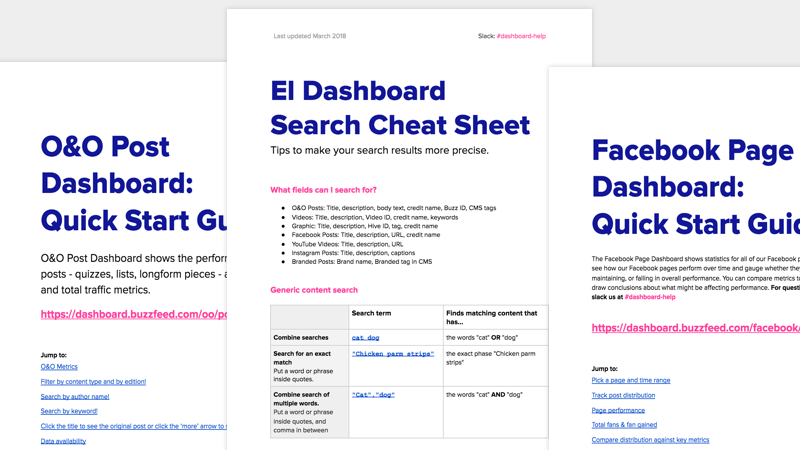 O&O Post
Dashboard:
Quick Start
O&O Post Dashboard shows the
posts - quizzes, lists, longform pieces -
and total traffic metrics.
https://dashboard.buzzfeed.com/oo/
Jump to:
O&O Metrics
Filter by content type and by edition!
Search by author name!
Search by keyword!
Click the title to see the original post or click the 'more' arrow to
Data availability
Last updated March 2018
Slack: #dashboard-help
El Dashboard
Search Cheat Sheet
Tips to make your search results more precise.
What fields can I search for?
● O&O Posts: Title, description, body text, credit name, Buzz ID, CMS tags
● Videos: Title, description, Video ID, credit name, keywords
● Graphic: Title, description, Hive ID, tag, credit name
● Facebook Posts: Title, description, URL, credit name
● YouTube Videos: Title, description, URL
● Instagram Posts: Title, description, captions
● Branded Posts: Brand name, Branded tag in CMS
Generic content search
Search term
Finds matching content that
has...
Combine searches
cat dog
the words "cat" OR "dog"
Search for an exact
match
Put a word or phrase
inside quotes.
"Chicken parm strips"
the exact phase "Chicken parm
strips"
Combine search of
multiple words.
Put a word or phrase
inside quotes, and
comma in between
"Cat","dog"
the words "cat" AND "dog"
Facebook Page
Dashboard:
Quick Start
The Facebook Page Dashboard shows statistics for all of our Facebook
see how our Facebook pages perform over time and gauge whether
maintaining, or falling in overall performance. You can compare metrics
draw conclusions about what might be affecting performance. For
slack us at #dashboard-help
https://dashboard.buzzfeed.com/facebook/
Jump to:
Pick a page and time range
Track post distribution
Page performance
Total fans & fan gained
Compare distribution against key metrics